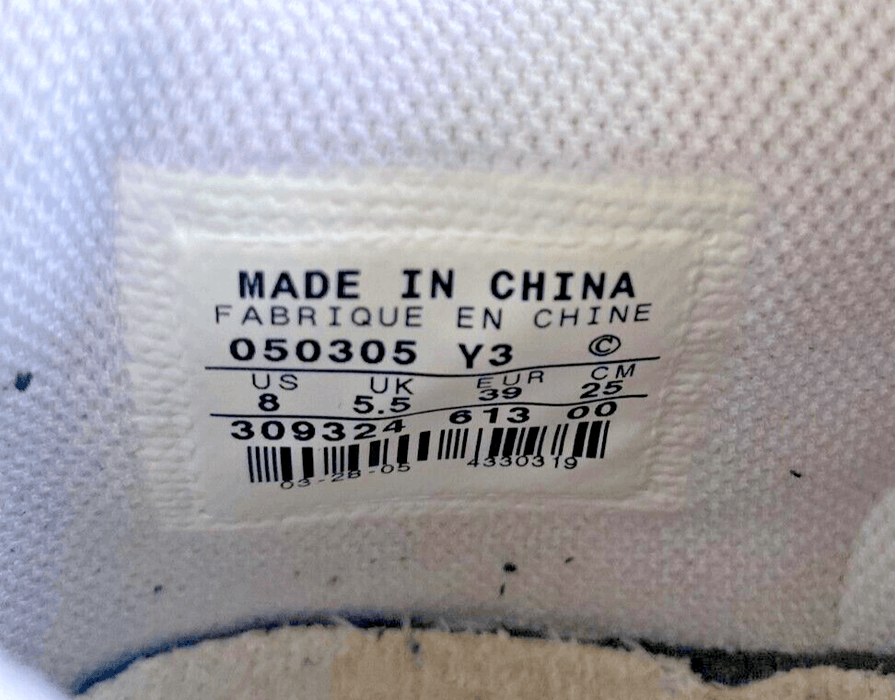 MADE IN CHINA
FABRIQUE EN CHINE
050305 Y3 ©
US UK EUR CM
8 5.5 39 25
309324 613 00
03-28-05 4330319